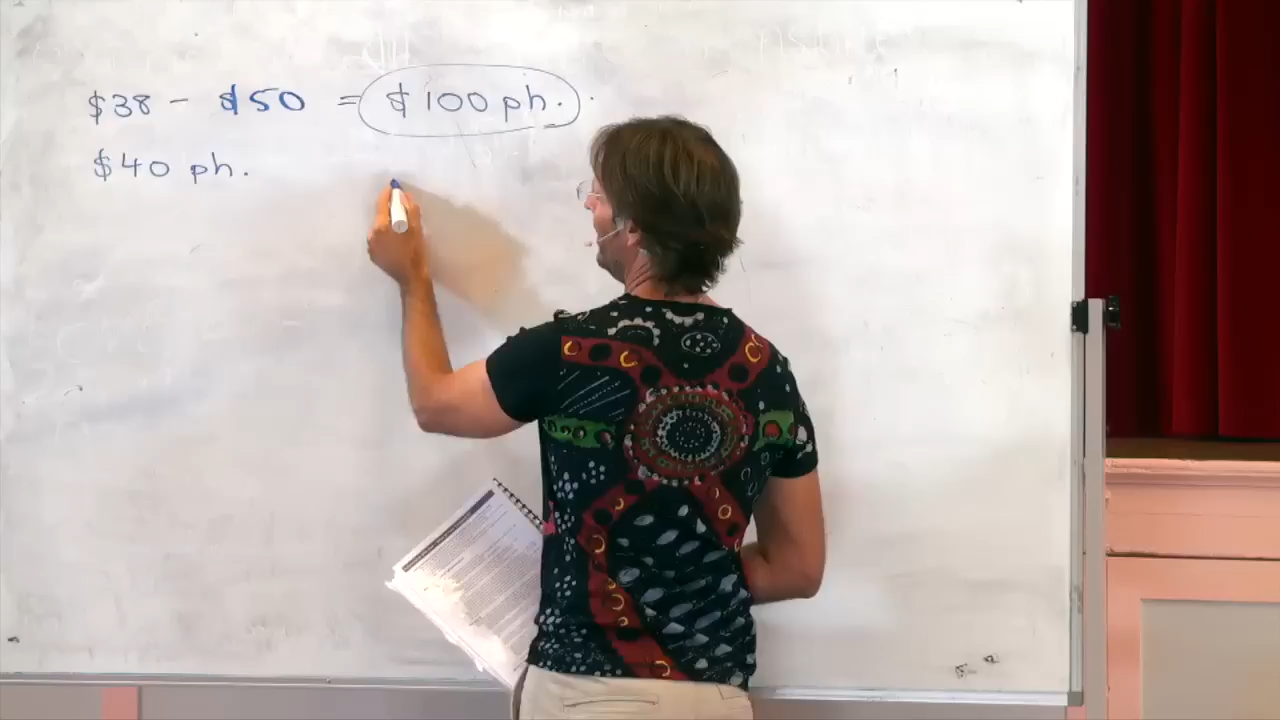 $38 - $50 = $100 ph.
$40 ph.